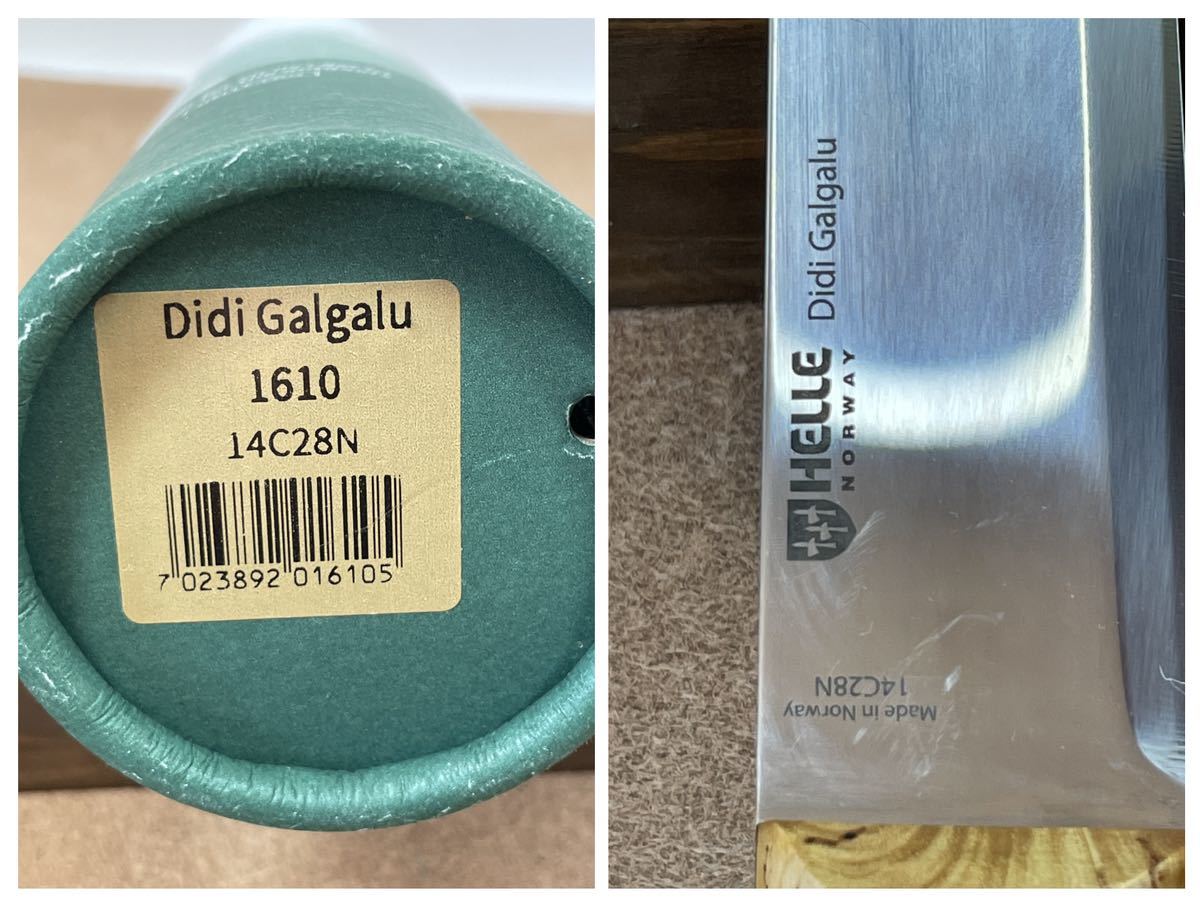 Didi Galgalu
1610
14C28N
7 023892 016105
HELLE Didi Galgalu
NORWAY
Made in Norway
14C28N